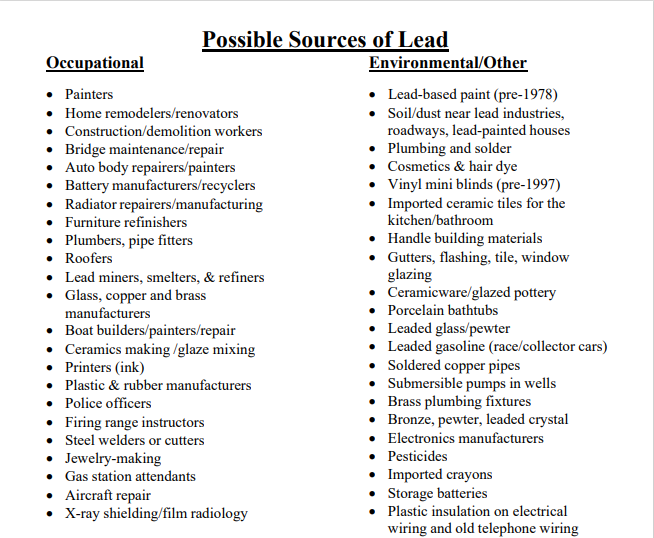 Possible Sources of Lead
Occupational
• Painters
• Home remodelers/renovators
• Construction/demolition workers
• Bridge maintenance/repair
• Auto body repairers/painters
• Battery manufacturers/recyclers
• Radiator repairers/manufacturing
• Furniture refinishers
• Plumbers, pipe fitters
• Roofers
• Lead miners, smelters, & refiners
• Glass, copper and brass
manufacturers
• Boat builders/painters/repair
• Ceramics making /glaze mixing
• Printers (ink)
• Plastic & rubber manufacturers
• Police officers
• Firing range instructors
• Steel welders or cutters
• Jewelry-making
• Gas station attendants
• Aircraft repair
• X-ray shielding/film radiology
Environmental/Other
• Lead-based paint (pre-1978)
• Soil/dust near lead industries,
roadways, lead-painted houses
• Plumbing and solder
• Cosmetics & hair dye
• Vinyl mini blinds (pre-1997)
• Imported ceramic tiles for the
kitchen/bathroom
• Handle building materials
• Gutters, flashing, tile, window
glazing
• Ceramicware/glazed pottery
• Porcelain bathtubs
• Leaded glass/pewter
• Leaded gasoline (race/collector cars)
• Soldered copper pipes
• Submersible pumps in wells
• Brass plumbing fixtures
• Bronze, pewter, leaded crystal
• Electronics manufacturers
• Pesticides
• Imported crayons
• Storage batteries
• Plastic insulation on electrical
wiring and old telephone wiring